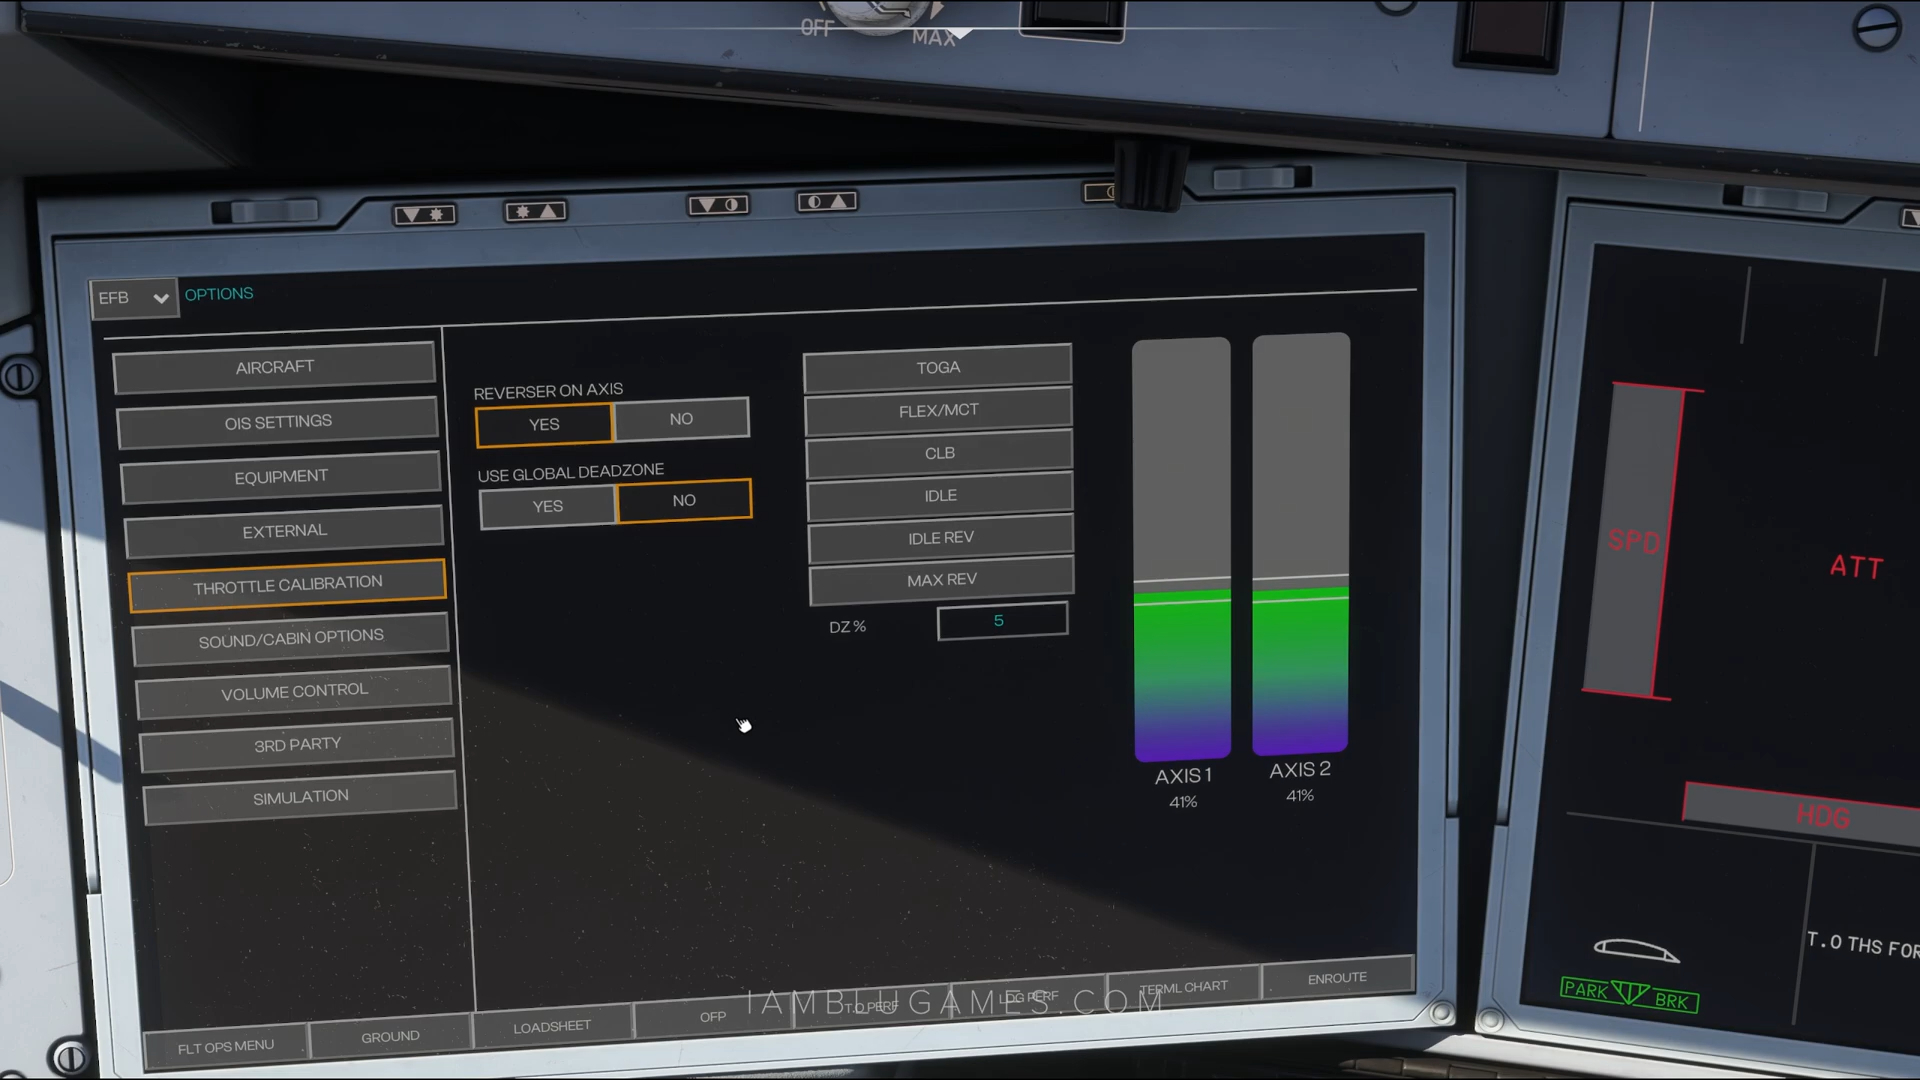 OFF
MAX
EFB
OPTIONS
AIRCRAFT
OIS SETTINGS
EQUIPMENT
EXTERNAL
THROTTLE CALIBRATION
SOUND/CABIN OPTIONS
VOLUME CONTROL
3RD PARTY
SIMULATION
REVERSER ON AXIS
YES NO
USE GLOBAL DEADZONE
YES NO
TOGA
FLEX/MCT
CLB
IDLE
IDLE REV
MAX REV
DZ % 5
AXIS 1 AXIS 2
41% 41%
FLT OPS MENU GROUND LOADSHEET OFP T.O PERF LDG PERF TERML CHART ENROUTE
IAMBLUGAMES.COM
SPD
ATT
HDG
T.O THS FOR
PARK BRK